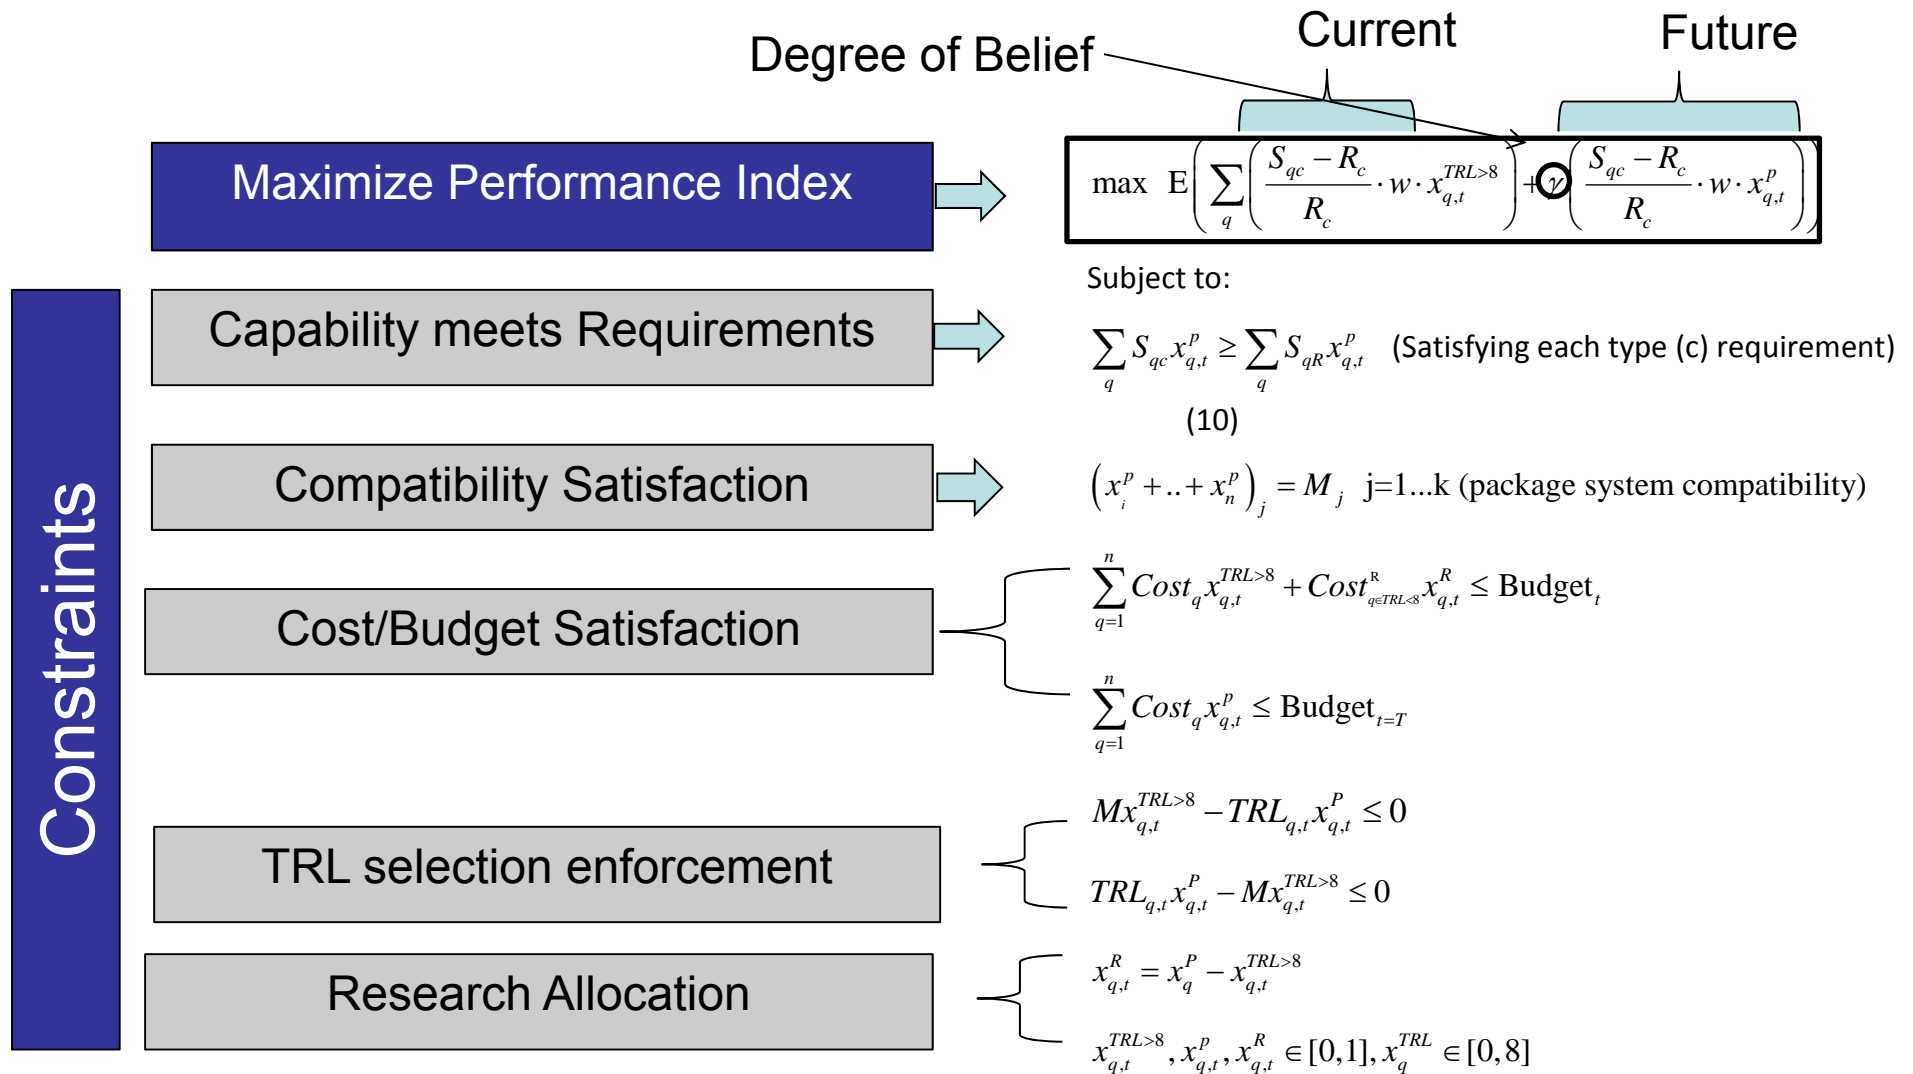 Current
Future
Degree of Belief
Maximize Performance Index
max E( ∑_q ( (S_qc − R_c)/R_c · w · x_{q,t}^{TRL>8} ) + γ ( (S_qc − R_c)/R_c · w · x_{q,t}^p ) )
Constraints
Subject to:
Capability meets Requirements
∑_q S_qc x_{q,t}^p ≥ ∑_q S_qR x_{q,t}^p (Satisfying each type (c) requirement)
(10)
Compatibility Satisfaction
(x_i^p + .. + x_n^p)_j = M_j j=1...k (package system compatibility)
Cost/Budget Satisfaction
∑_{q=1}^n Cost_q x_{q,t}^{TRL>8} + Cost_{q∈TRL<8}^R x_{q,t}^R ≤ Budget_t
∑_{q=1}^n Cost_q x_{q,t}^p ≤ Budget_{t=T}
TRL selection enforcement
Mx_{q,t}^{TRL>8} − TRL_{q,t} x_{q,t}^P ≤ 0
TRL_{q,t} x_{q,t}^P − Mx_{q,t}^{TRL>8} ≤ 0
Research Allocation
x_{q,t}^R = x_q^P − x_{q,t}^{TRL>8}
x_{q,t}^{TRL>8}, x_{q,t}^p, x_{q,t}^R ∈ [0,1], x_q^{TRL} ∈ [0,8]